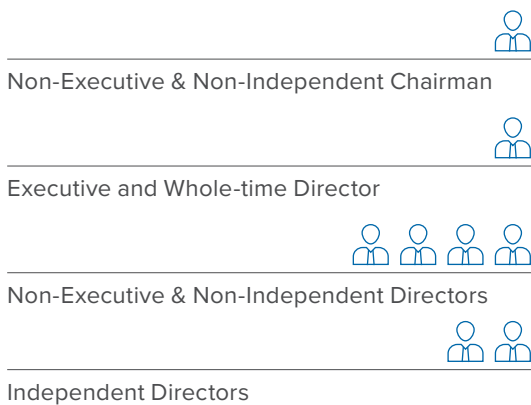 Non-Executive & Non-Independent Chairman
Executive and Whole-time Director
Non-Executive & Non-Independent Directors
Independent Directors